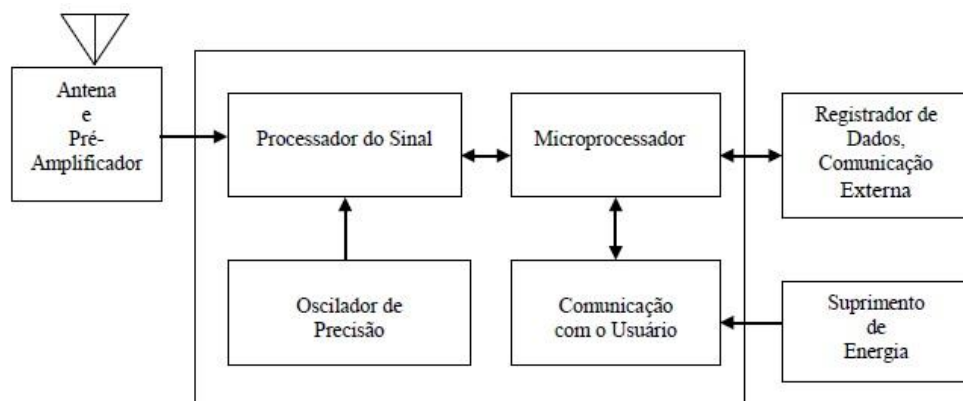 Antena
e
Pré-
Amplificador
Processador do Sinal
Microprocessador
Registrador de
Dados,
Comunicação
Externa
Oscilador de
Precisão
Comunicação
com o Usuário
Suprimento
de
Energia